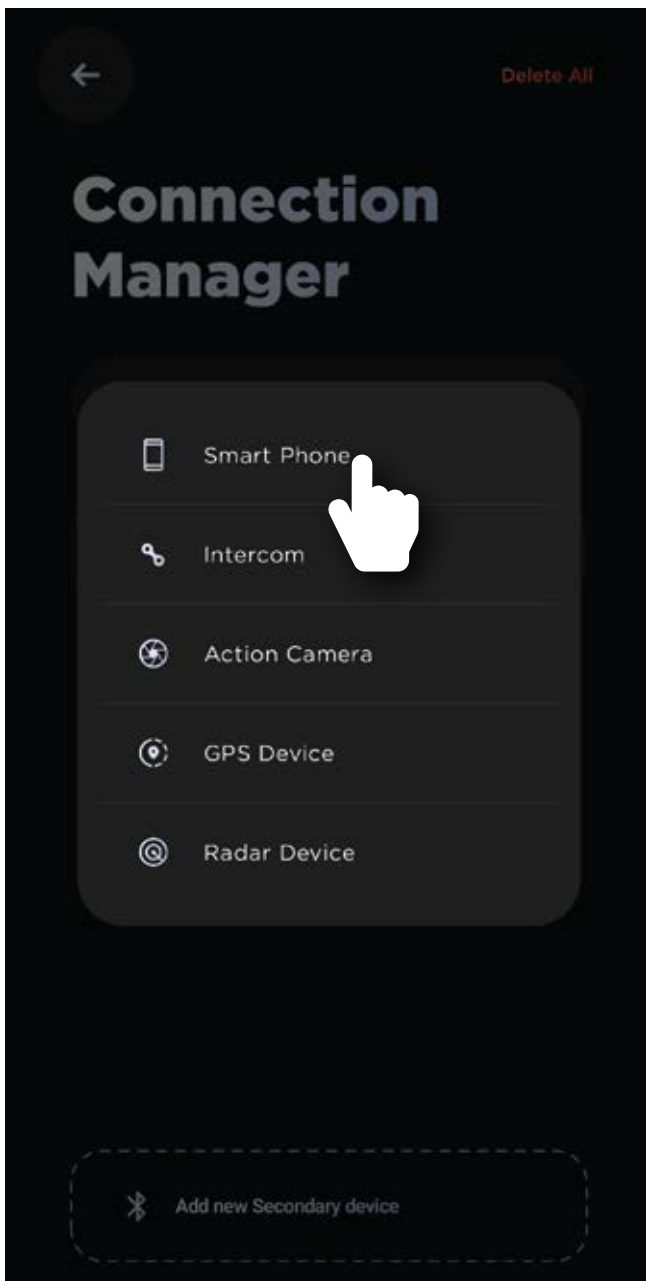 Delete All
Connection
Manager
Smart Phone
Intercom
Action Camera
GPS Device
Radar Device
Add new Secondary device